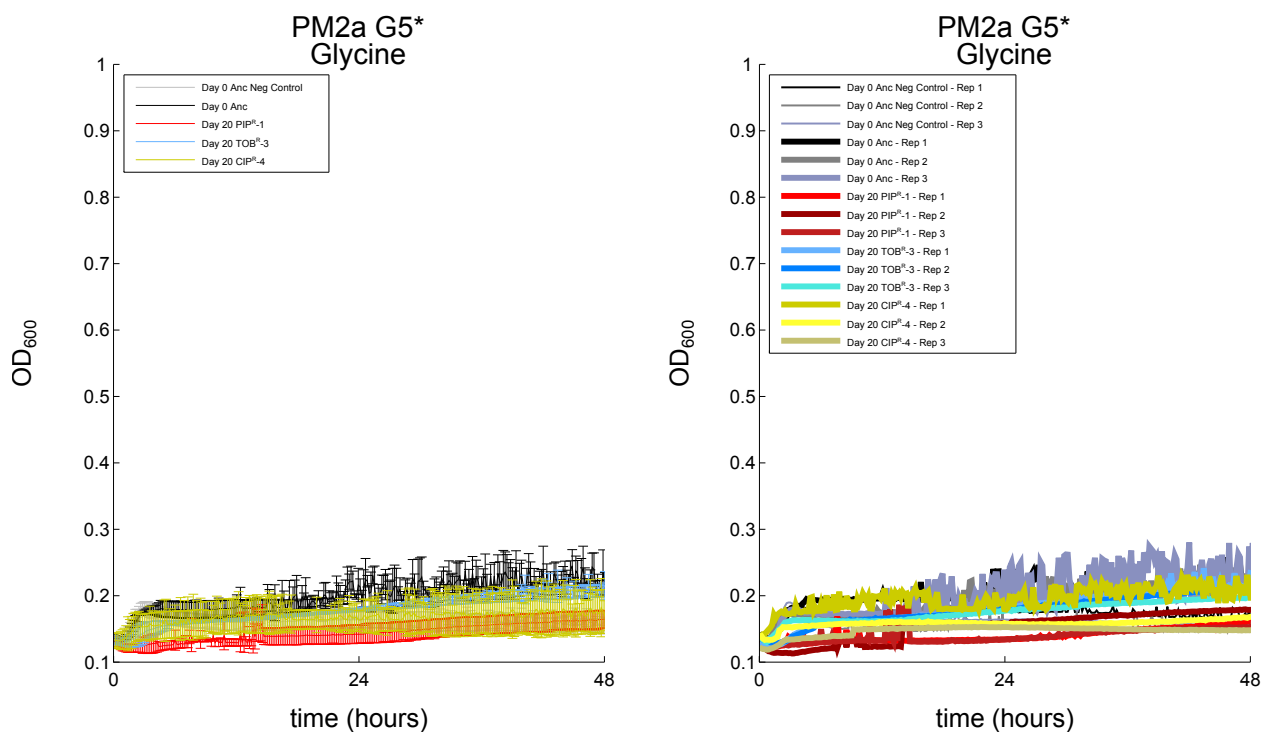 PM2a G5*
Glycine
1
0.9
0.8
0.7
0.6
0.5
0.4
0.3
0.2
0.1
0
24
48
OD600
time (hours)
Day 0 Anc Neg Control
Day 0 Anc
Day 20 PIPᴿ-1
Day 20 TOBᴿ-3
Day 20 CIPᴿ-4
PM2a G5*
Glycine
1
0.9
0.8
0.7
0.6
0.5
0.4
0.3
0.2
0.1
0
24
48
OD600
time (hours)
Day 0 Anc Neg Control - Rep 1
Day 0 Anc Neg Control - Rep 2
Day 0 Anc Neg Control - Rep 3
Day 0 Anc - Rep 1
Day 0 Anc - Rep 2
Day 0 Anc - Rep 3
Day 20 PIPᴿ-1 - Rep 1
Day 20 PIPᴿ-1 - Rep 2
Day 20 PIPᴿ-1 - Rep 3
Day 20 TOBᴿ-3 - Rep 1
Day 20 TOBᴿ-3 - Rep 2
Day 20 TOBᴿ-3 - Rep 3
Day 20 CIPᴿ-4 - Rep 1
Day 20 CIPᴿ-4 - Rep 2
Day 20 CIPᴿ-4 - Rep 3